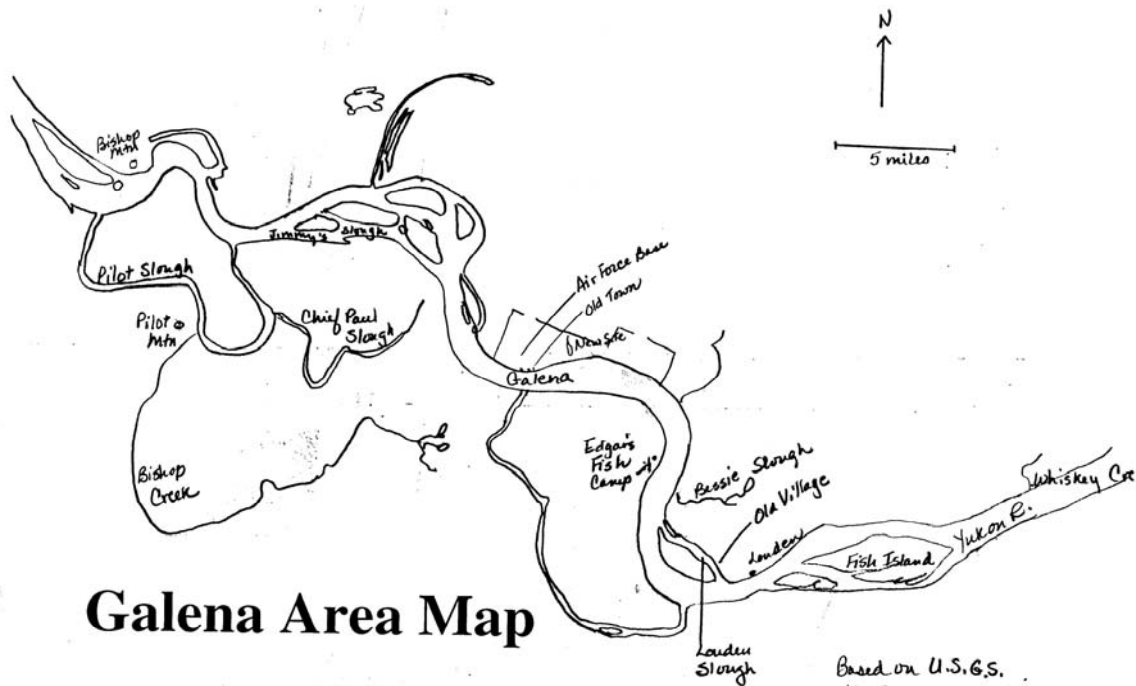 N
5 miles
Bishop
Mtn
Jimmy's Slough
Pilot Slough
Pilot
Mtn
Chief Paul
Slough
Air Force Base
Old Town
New Site
Galena
Edgar's
Fish
Camp
Bessie Slough
Old Village
Louden
Bishop
Creek
Fish Island
Yukon R.
Whiskey Cre
Galena Area Map
Louden
Slough
Based on U.S.G.S.